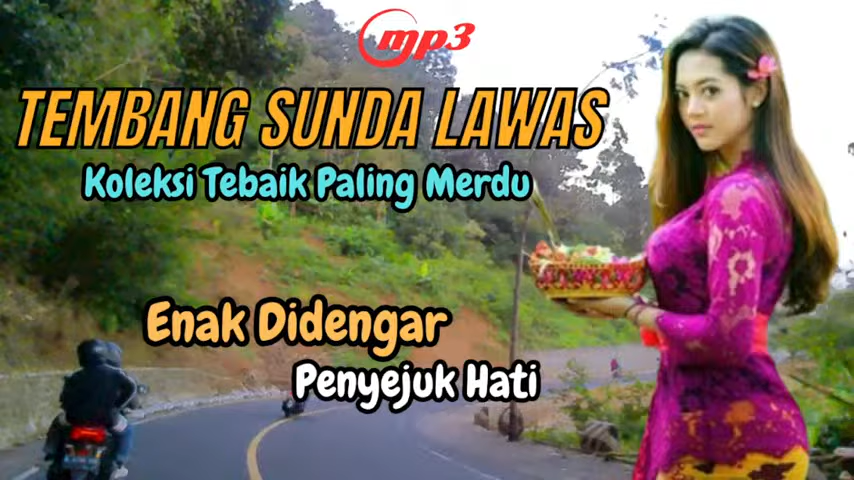 mp3
TEMBANG SUNDA LAWAS
Koleksi Tebaik Paling Merdu
Enak Didengar
Penyejuk Hati